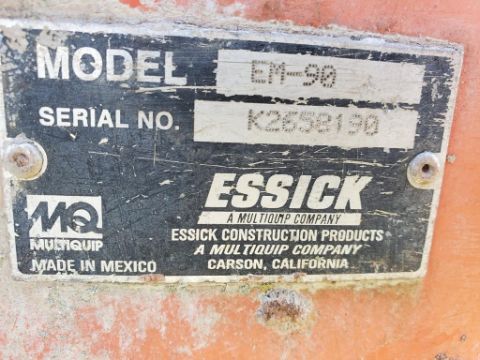 MODEL EM-90
SERIAL NO. K2658190
MQ
MULTIQUIP
MADE IN MEXICO
ESSICK
A MULTIQUIP COMPANY
ESSICK CONSTRUCTION PRODUCTS
A MULTIQUIP COMPANY
CARSON, CALIFORNIA